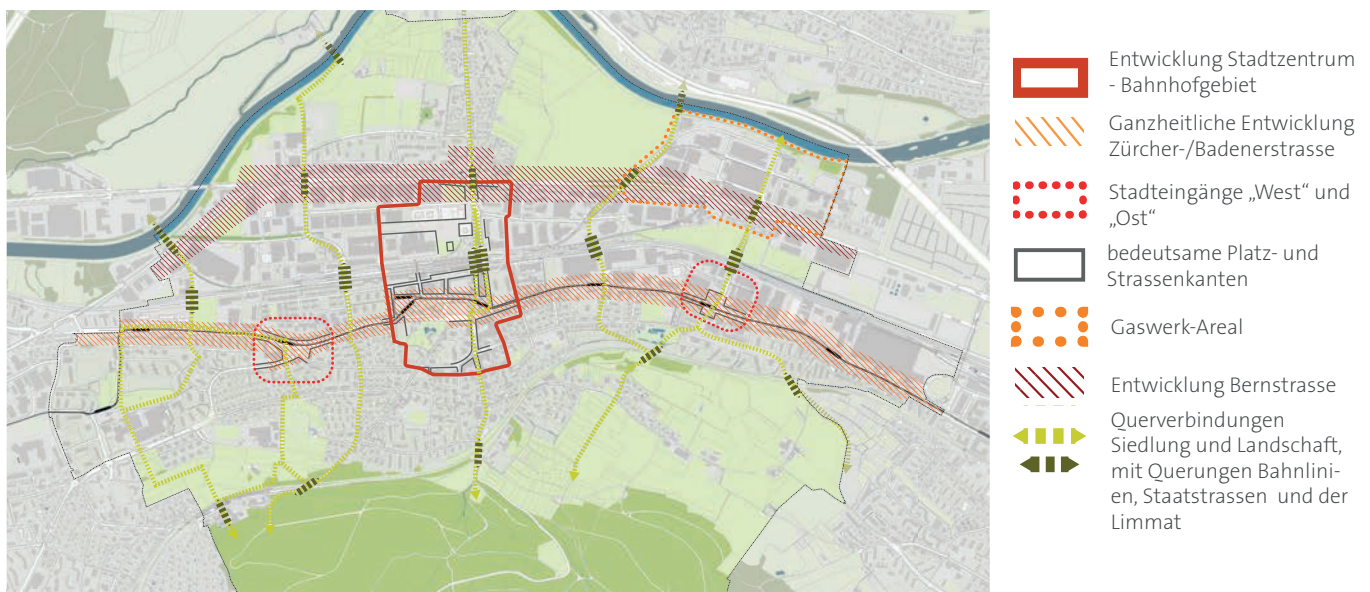 Entwicklung Stadtzentrum
- Bahnhofgebiet
Ganzheitliche Entwicklung
Zürcher-/Badenerstrasse
Stadteingänge „West“ und
„Ost“
bedeutsame Platz- und
Strassenkanten
Gaswerk-Areal
Entwicklung Bernstrasse
Querverbindungen
Siedlung und Landschaft,
mit Querungen Bahnlini-
en, Staatstrassen und der
Limmat